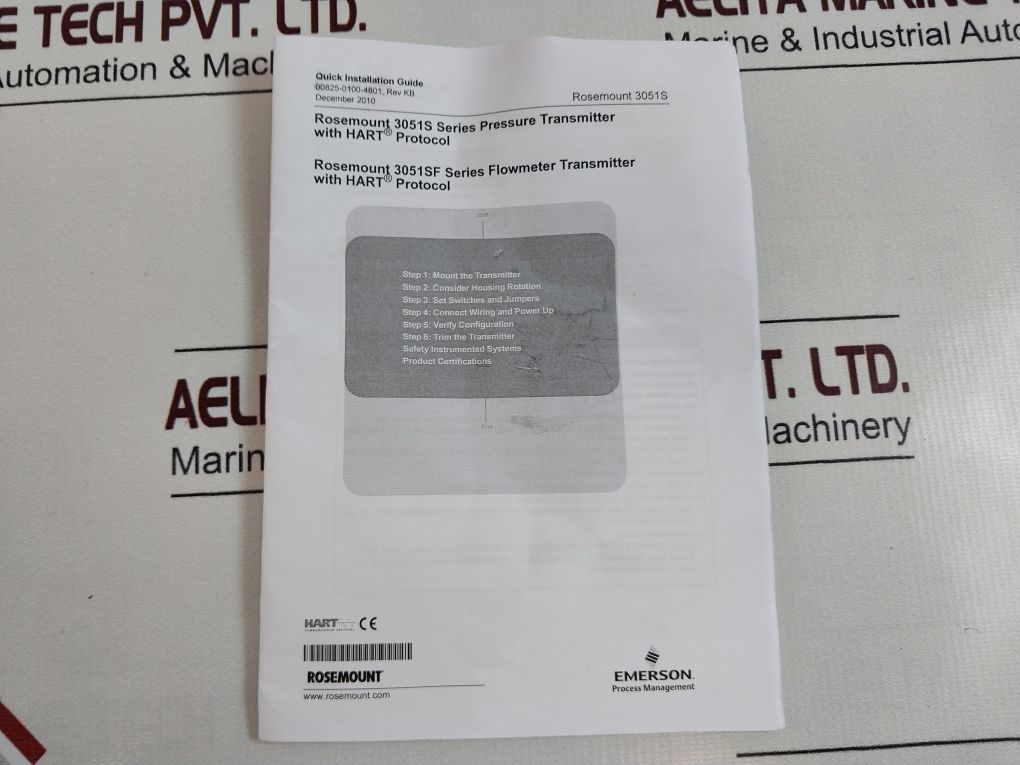 E TECH PVT. LTD.
Automation &
AELITA MARINE
Marine & Industrial
Quick Installation Guide
00825-0100-4801, Rev KB
December 2010
Rosemount 3051S
Rosemount 3051S Series Pressure Transmitter
with HART® Protocol
Rosemount 3051SF Series Flowmeter Transmitter
with HART® Protocol
Start
Step 1: Mount the Transmitter
Step 2: Consider Housing Rotation
Step 3: Set Switches and Jumpers
Step 4: Connect Wiring and Power Up
Step 5: Verify Configuration
Step 6: Trim the Transmitter
Safety Instrumented Systems
Product Certifications
End
AELI
Marin
T. LTD.
achinery
HART
CE
ROSEMOUNT
www.rosemount.com
EMERSON.
Process Management